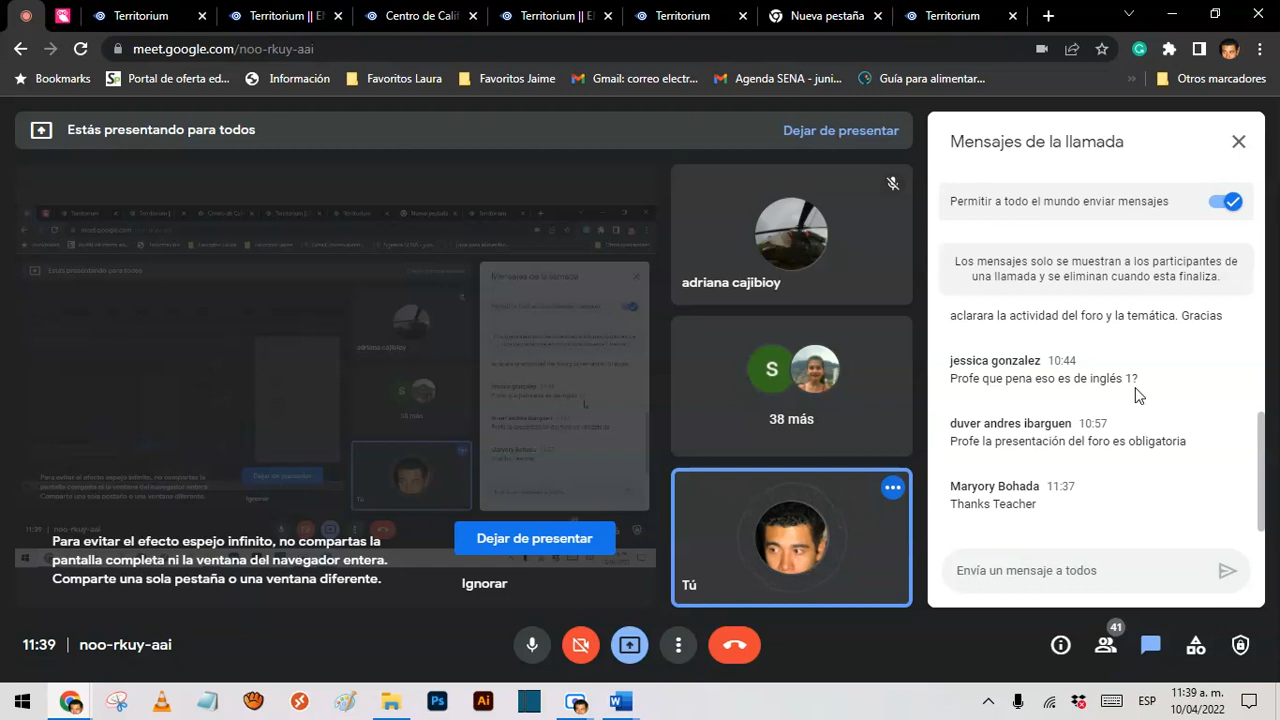 Territorium
Territorium || El
Centro de Calif
Territorium || El
Territorium
Nueva pestaña
Territorium
meet.google.com/noo-rkuy-aai
Bookmarks
Portal de oferta ed...
Información
Favoritos Laura
Favoritos Jaime
Gmail: correo electr...
Agenda SENA - juni...
Guía para alimentar...
Otros marcadores
Estás presentando para todos
Dejar de presentar
adriana cajibioy
S
38 más
Tú
Para evitar el efecto espejo infinito, no compartas la
pantalla completa ni la ventana del navegador entera.
Comparte una sola pestaña o una ventana diferente.
Dejar de presentar
Ignorar
Mensajes de la llamada
Permitir a todo el mundo enviar mensajes
Los mensajes solo se muestran a los participantes de
una llamada y se eliminan cuando esta finaliza.
aclarara la actividad del foro y la temática. Gracias
jessica gonzalez 10:44
Profe que pena eso es de inglés 1?
duver andres ibarguen 10:57
Profe la presentación del foro es obligatoria
Maryory Bohada 11:37
Thanks Teacher
Envía un mensaje a todos
11:39 | noo-rkuy-aai
41
Ps
Ai
ESP
11:39 a. m.
10/04/2022